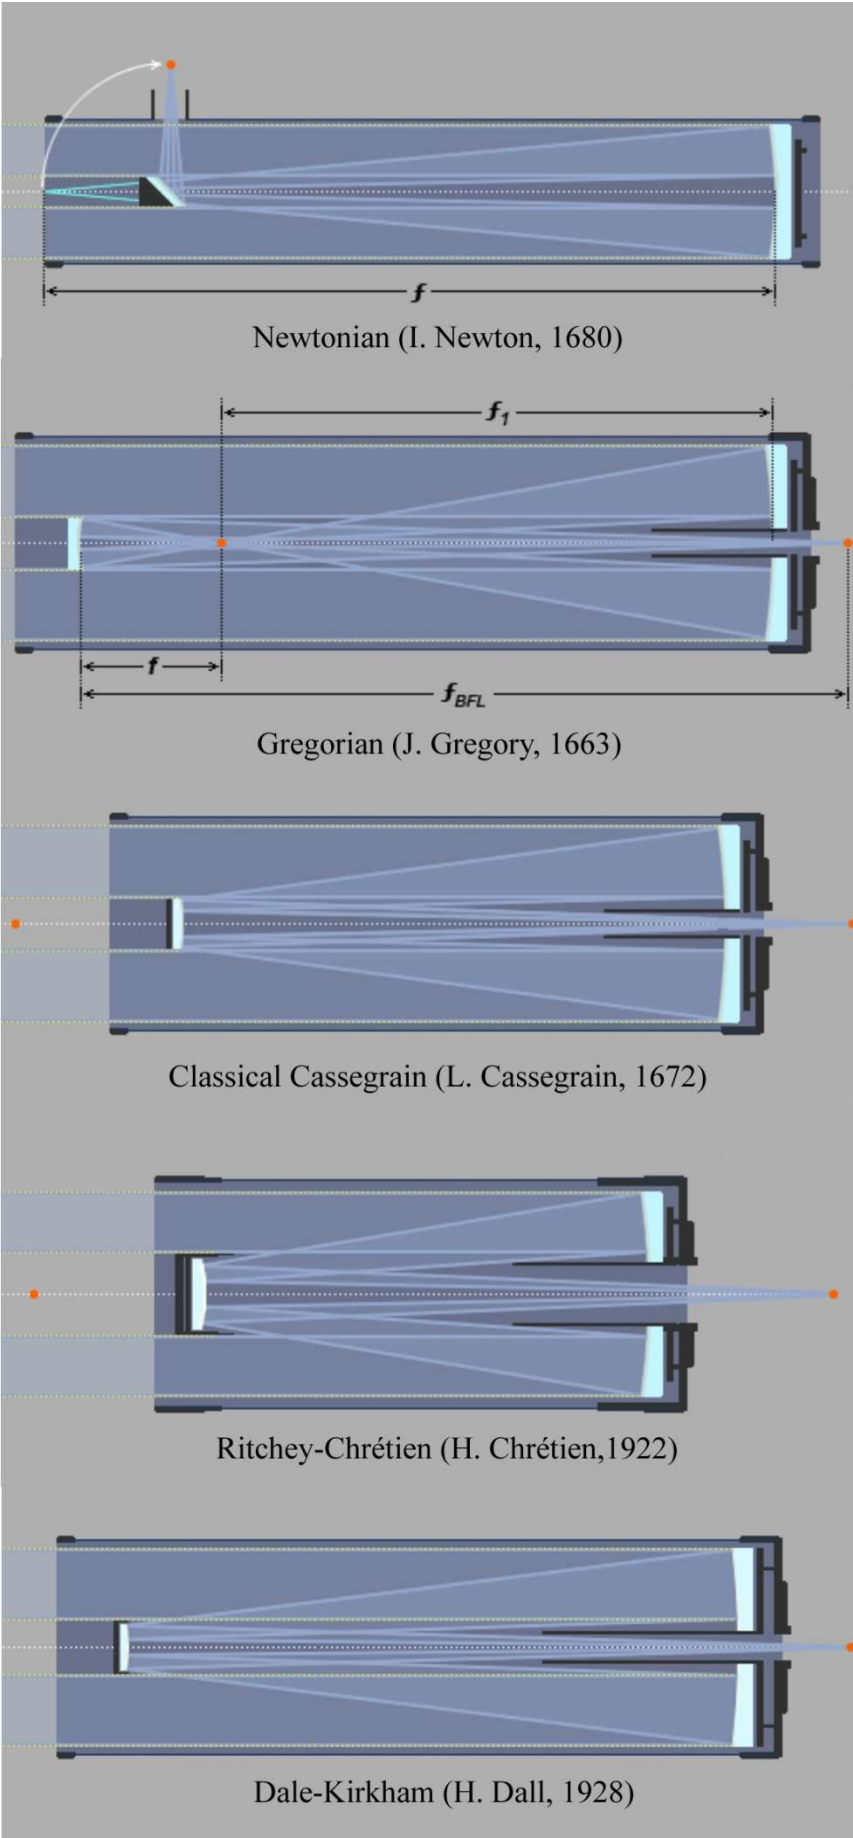 f
Newtonian (I. Newton, 1680)
f1
f
fBFL
Gregorian (J. Gregory, 1663)
Classical Cassegrain (L. Cassegrain, 1672)
Ritchey-Chrétien (H. Chrétien,1922)
Dale-Kirkham (H. Dall, 1928)